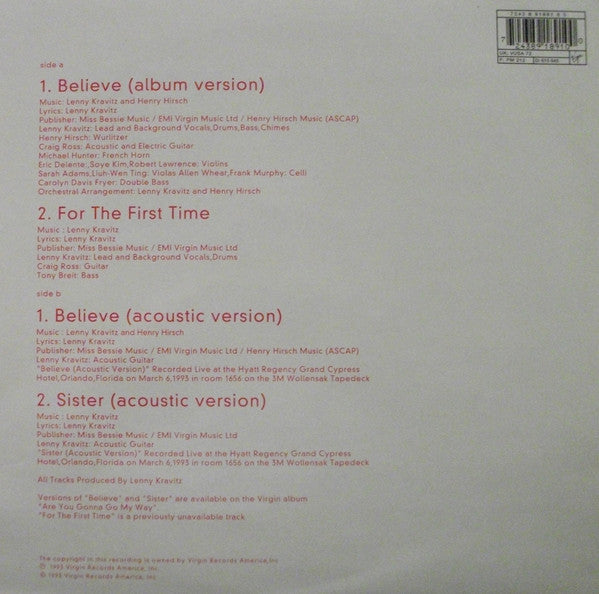 7243 8 91891 6 0
UK: VUSX 72
F: PM 212
side a
1. Believe (album version)
Music: Lenny Kravitz and Henry Hirsch
Lyrics: Lenny Kravitz
Publisher: Miss Bessie Music / EMI Virgin Music Ltd / Henry Hirsch Music (ASCAP)
Lenny Kravitz: Lead and Background Vocals,Drums,Bass,Chimes
Henry Hirsch: Wurlitzer
Craig Ross: Acoustic and Electric Guitar
Michael Hunter: French Horn
Eric Delente,Soye Kim,Robert Lawrence: Violins
Sarah Adams,Lluh-Wen Ting: Violas Allen Whear,Frank Murphy: Celli
Carolyn Davis Fryer: Double Bass
Orchestral Arrangement: Lenny Kravitz and Henry Hirsch
2. For The First Time
Music : Lenny Kravitz
Lyrics: Lenny Kravitz
Publisher: Miss Bessie Music / EMI Virgin Music Ltd
Lenny Kravitz: Lead and Background Vocals,Drums
Craig Ross: Guitar
Tony Breit: Bass
side b
1. Believe (acoustic version)
Music : Lenny Kravitz and Henry Hirsch
Lyrics: Lenny Kravitz
Publisher: Miss Bessie Music / EMI Virgin Music Ltd / Henry Hirsch Music (ASCAP)
Lenny Kravitz: Acoustic Guitar
"Believe (Acoustic Version)" Recorded Live at the Hyatt Regency Grand Cypress
Hotel,Orlando,Florida on March 6,1993 in room 1656 on the 3M Wollensak Tapedeck
2. Sister (acoustic version)
Music : Lenny Kravitz
Lyrics: Lenny Kravitz
Publisher: Miss Bessie Music / EMI Virgin Music Ltd
Lenny Kravitz: Acoustic Guitar
"Sister (Acoustic Version)" Recorded Live at the Hyatt Regency Grand Cypress
Hotel,Orlando,Florida on March 6,1993 in room 1656 on the 3M Wollensak Tapedeck
All Tracks Produced By Lenny Kravitz
Versions of "Believe" and "Sister" are available on the Virgin album
"Are You Gonna Go My Way".
"For The First Time" is a previously unavailable track
The copyright in this recording is owned by Virgin Records America,Inc
℗ 1993 Virgin Records America, Inc.
© 1993 Virgin Records America, Inc